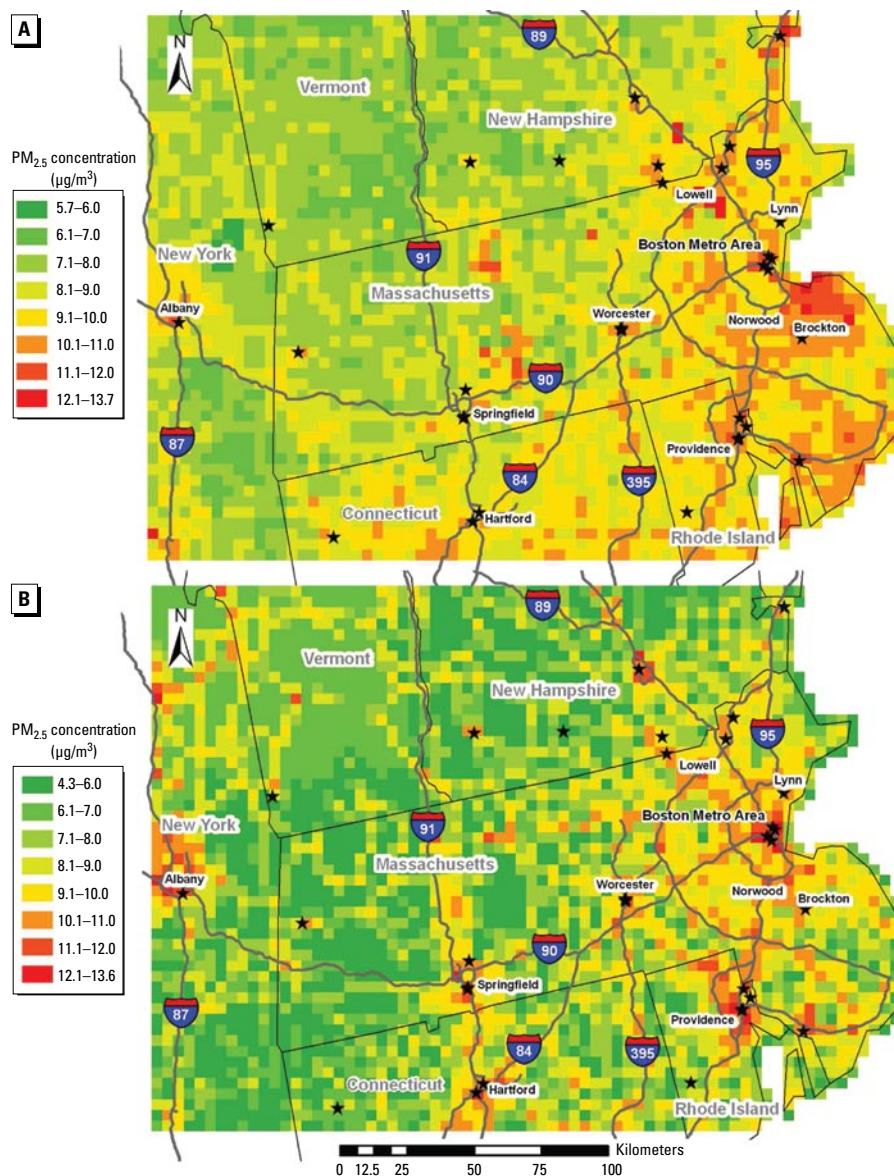 A
N
89
Vermont
New Hampshire
PM2.5 concentration
(µg/m³)
5.7–6.0
6.1–7.0
7.1–8.0
8.1–9.0
9.1–10.0
10.1–11.0
11.1–12.0
12.1–13.7
95
Lowell
Lynn
New York
91
Boston Metro Area
Massachusetts
Albany
Worcester
Norwood
Brockton
90
Springfield
87
Providence
84
395
Connecticut
Hartford
Rhode Island
B
N
89
Vermont
New Hampshire
PM2.5 concentration
(µg/m³)
4.3–6.0
6.1–7.0
7.1–8.0
8.1–9.0
9.1–10.0
10.1–11.0
11.1–12.0
12.1–13.6
95
Lowell
Lynn
New York
91
Boston Metro Area
Massachusetts
Albany
Worcester
Norwood
Brockton
90
Springfield
87
Providence
84
395
Connecticut
Hartford
Rhode Island
Kilometers
0 12.5 25 50 75 100